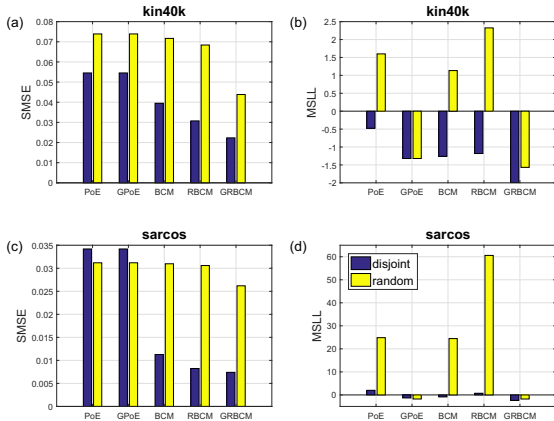 (a)
kin40k
SMSE
0.08
0.07
0.06
0.05
0.04
0.03
0.02
0.01
0
PoE GPoE BCM RBCM GRBCM
(b)
kin40k
MSLL
2.5
2
1.5
1
0.5
0
-0.5
-1
-1.5
-2
PoE GPoE BCM RBCM GRBCM
(c)
sarcos
SMSE
0.035
0.03
0.025
0.02
0.015
0.01
0.005
0
PoE GPoE BCM RBCM GRBCM
(d)
sarcos
MSLL
60
50
40
30
20
10
0
disjoint
random
PoE GPoE BCM RBCM GRBCM